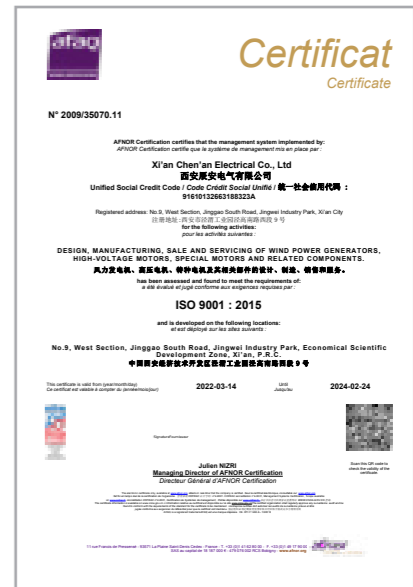 afaq
Certificat
Certificate
N° 2009/35070.11
AFNOR Certification certifies that the management system implemented by:
AFNOR Certification certifie que le système de management mis en place par :
Xi'an Chen'an Electrical Co., Ltd
西安辰安电气有限公司
Unified Social Credit Code / Code Crédit Social Unifié / 统一社会信用代码 :
91610132663188323A
Registered address: No.9, West Section, Jinggao South Road, Jingwei Industry Park, Xi'an City
注册地址:西安市泾渭工业园泾高南路西段 9 号
for the following activities:
pour les activités suivantes :
DESIGN, MANUFACTURING, SALE AND SERVICING OF WIND POWER GENERATORS,
HIGH-VOLTAGE MOTORS, SPECIAL MOTORS AND RELATED COMPONENTS.
风力发电机、高压电机、特种电机及其相关部件的设计、制造、销售和服务。
has been assessed and found to meet the requirements of:
a été évalué et jugé conforme aux exigences requises par :
ISO 9001 : 2015
and is developed on the following locations:
et est déployé sur les sites suivants :
No.9, West Section, Jinggao South Road, Jingwei Industry Park, Economical Scientific
Development Zone, Xi'an, P.R.C.
中国西安经济技术开发区泾渭工业园泾高南路西段 9 号
This certificate is valid from (year/month/day)
Ce certificat est valable à compter du (année/mois/jour)
2022-03-14
Until
Jusqu'au
2024-02-24
Julien NIZRI
Managing Director of AFNOR Certification
Directeur Général d'AFNOR Certification
Scan this QR code to
check the validity of the
certificate